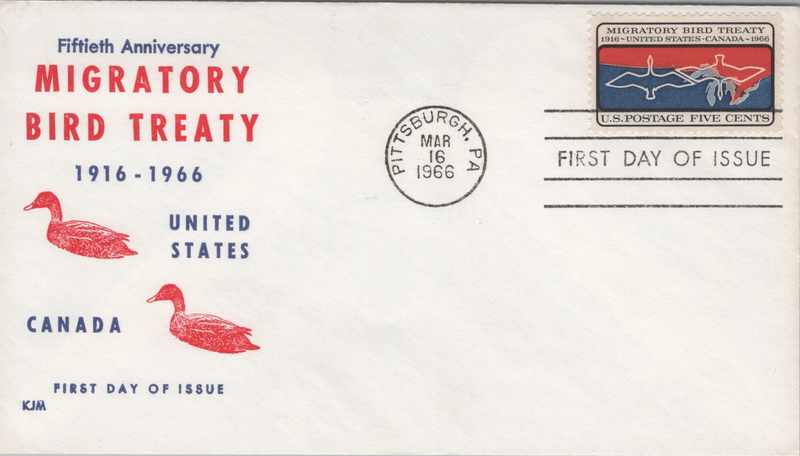 Fiftieth Anniversary
MIGRATORY
BIRD TREATY
1916-1966
UNITED
STATES
CANADA
FIRST DAY OF ISSUE
KJM
PITTSBURGH, PA
MAR
16
1966
MIGRATORY BIRD TREATY
1916~UNITED STATES·CANADA~1966
U.S. POSTAGE FIVE CENTS
FIRST DAY OF ISSUE